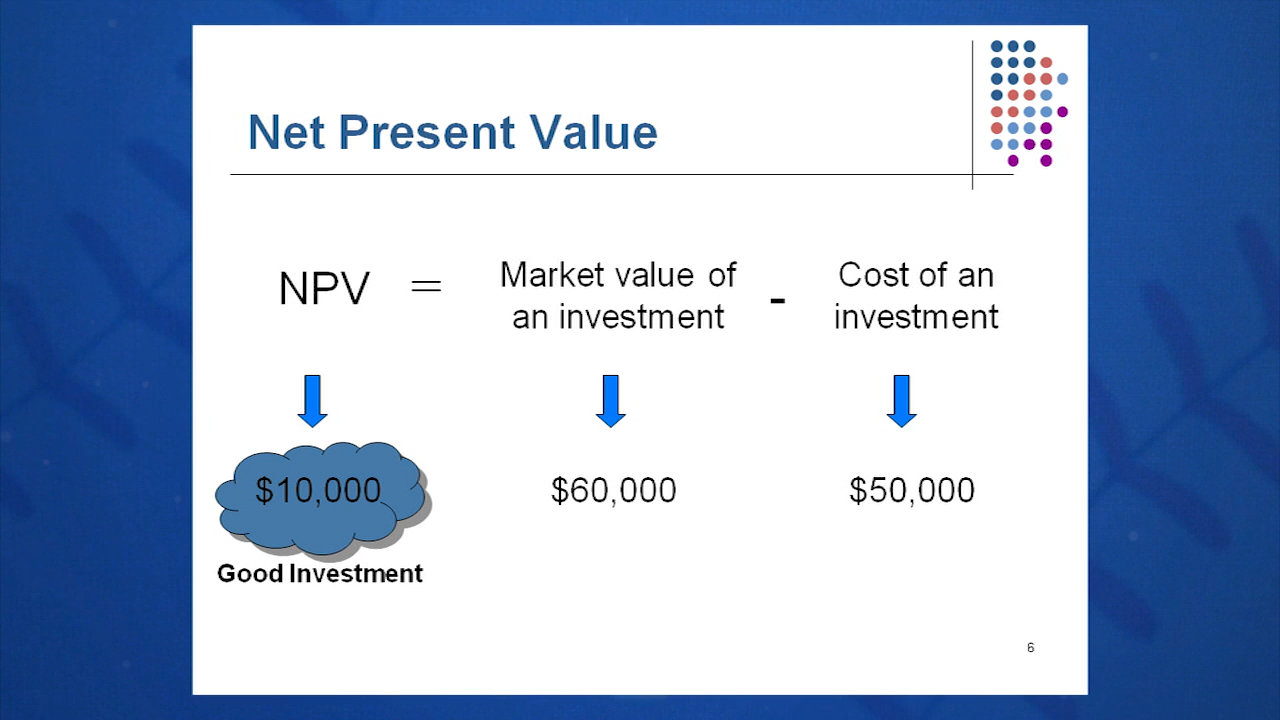 Net Present Value
NPV = Market value of an investment - Cost of an investment
$10,000 $60,000 $50,000
Good Investment
6